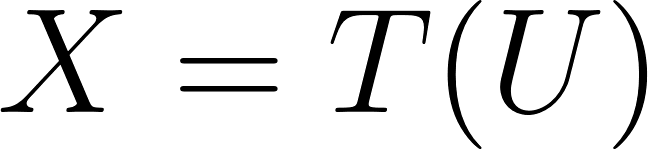 X = T(U)